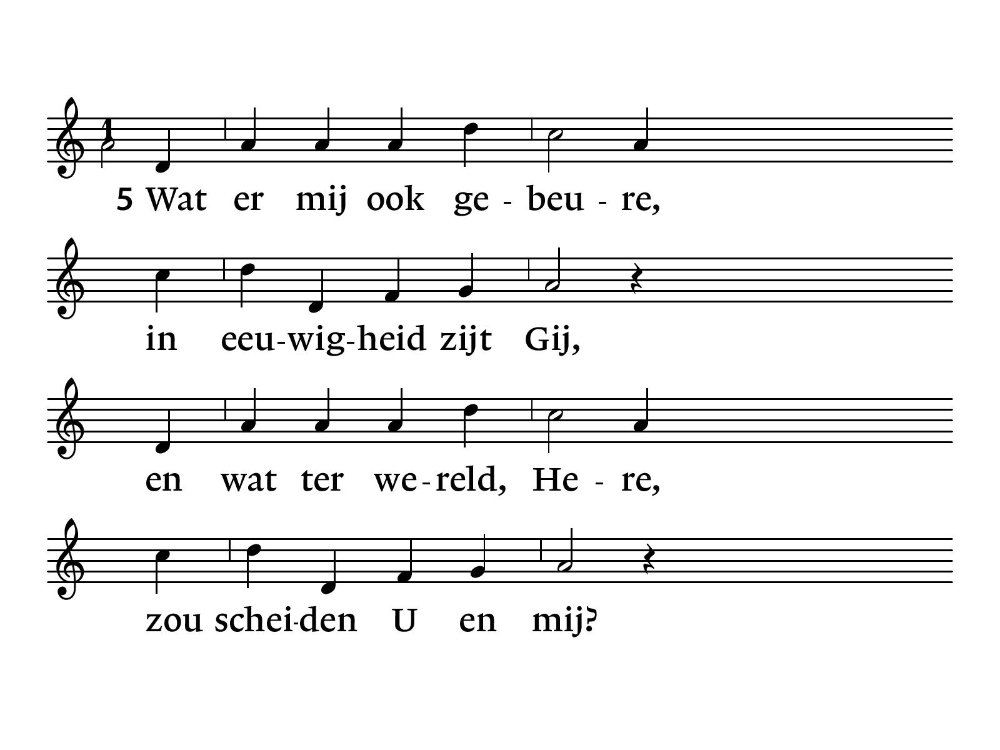 1
5 Wat er mij ook ge - beu - re,
in eeu-wig-heid zijt Gij,
en wat ter we - reld, He - re,
zou schei-den U en mij?